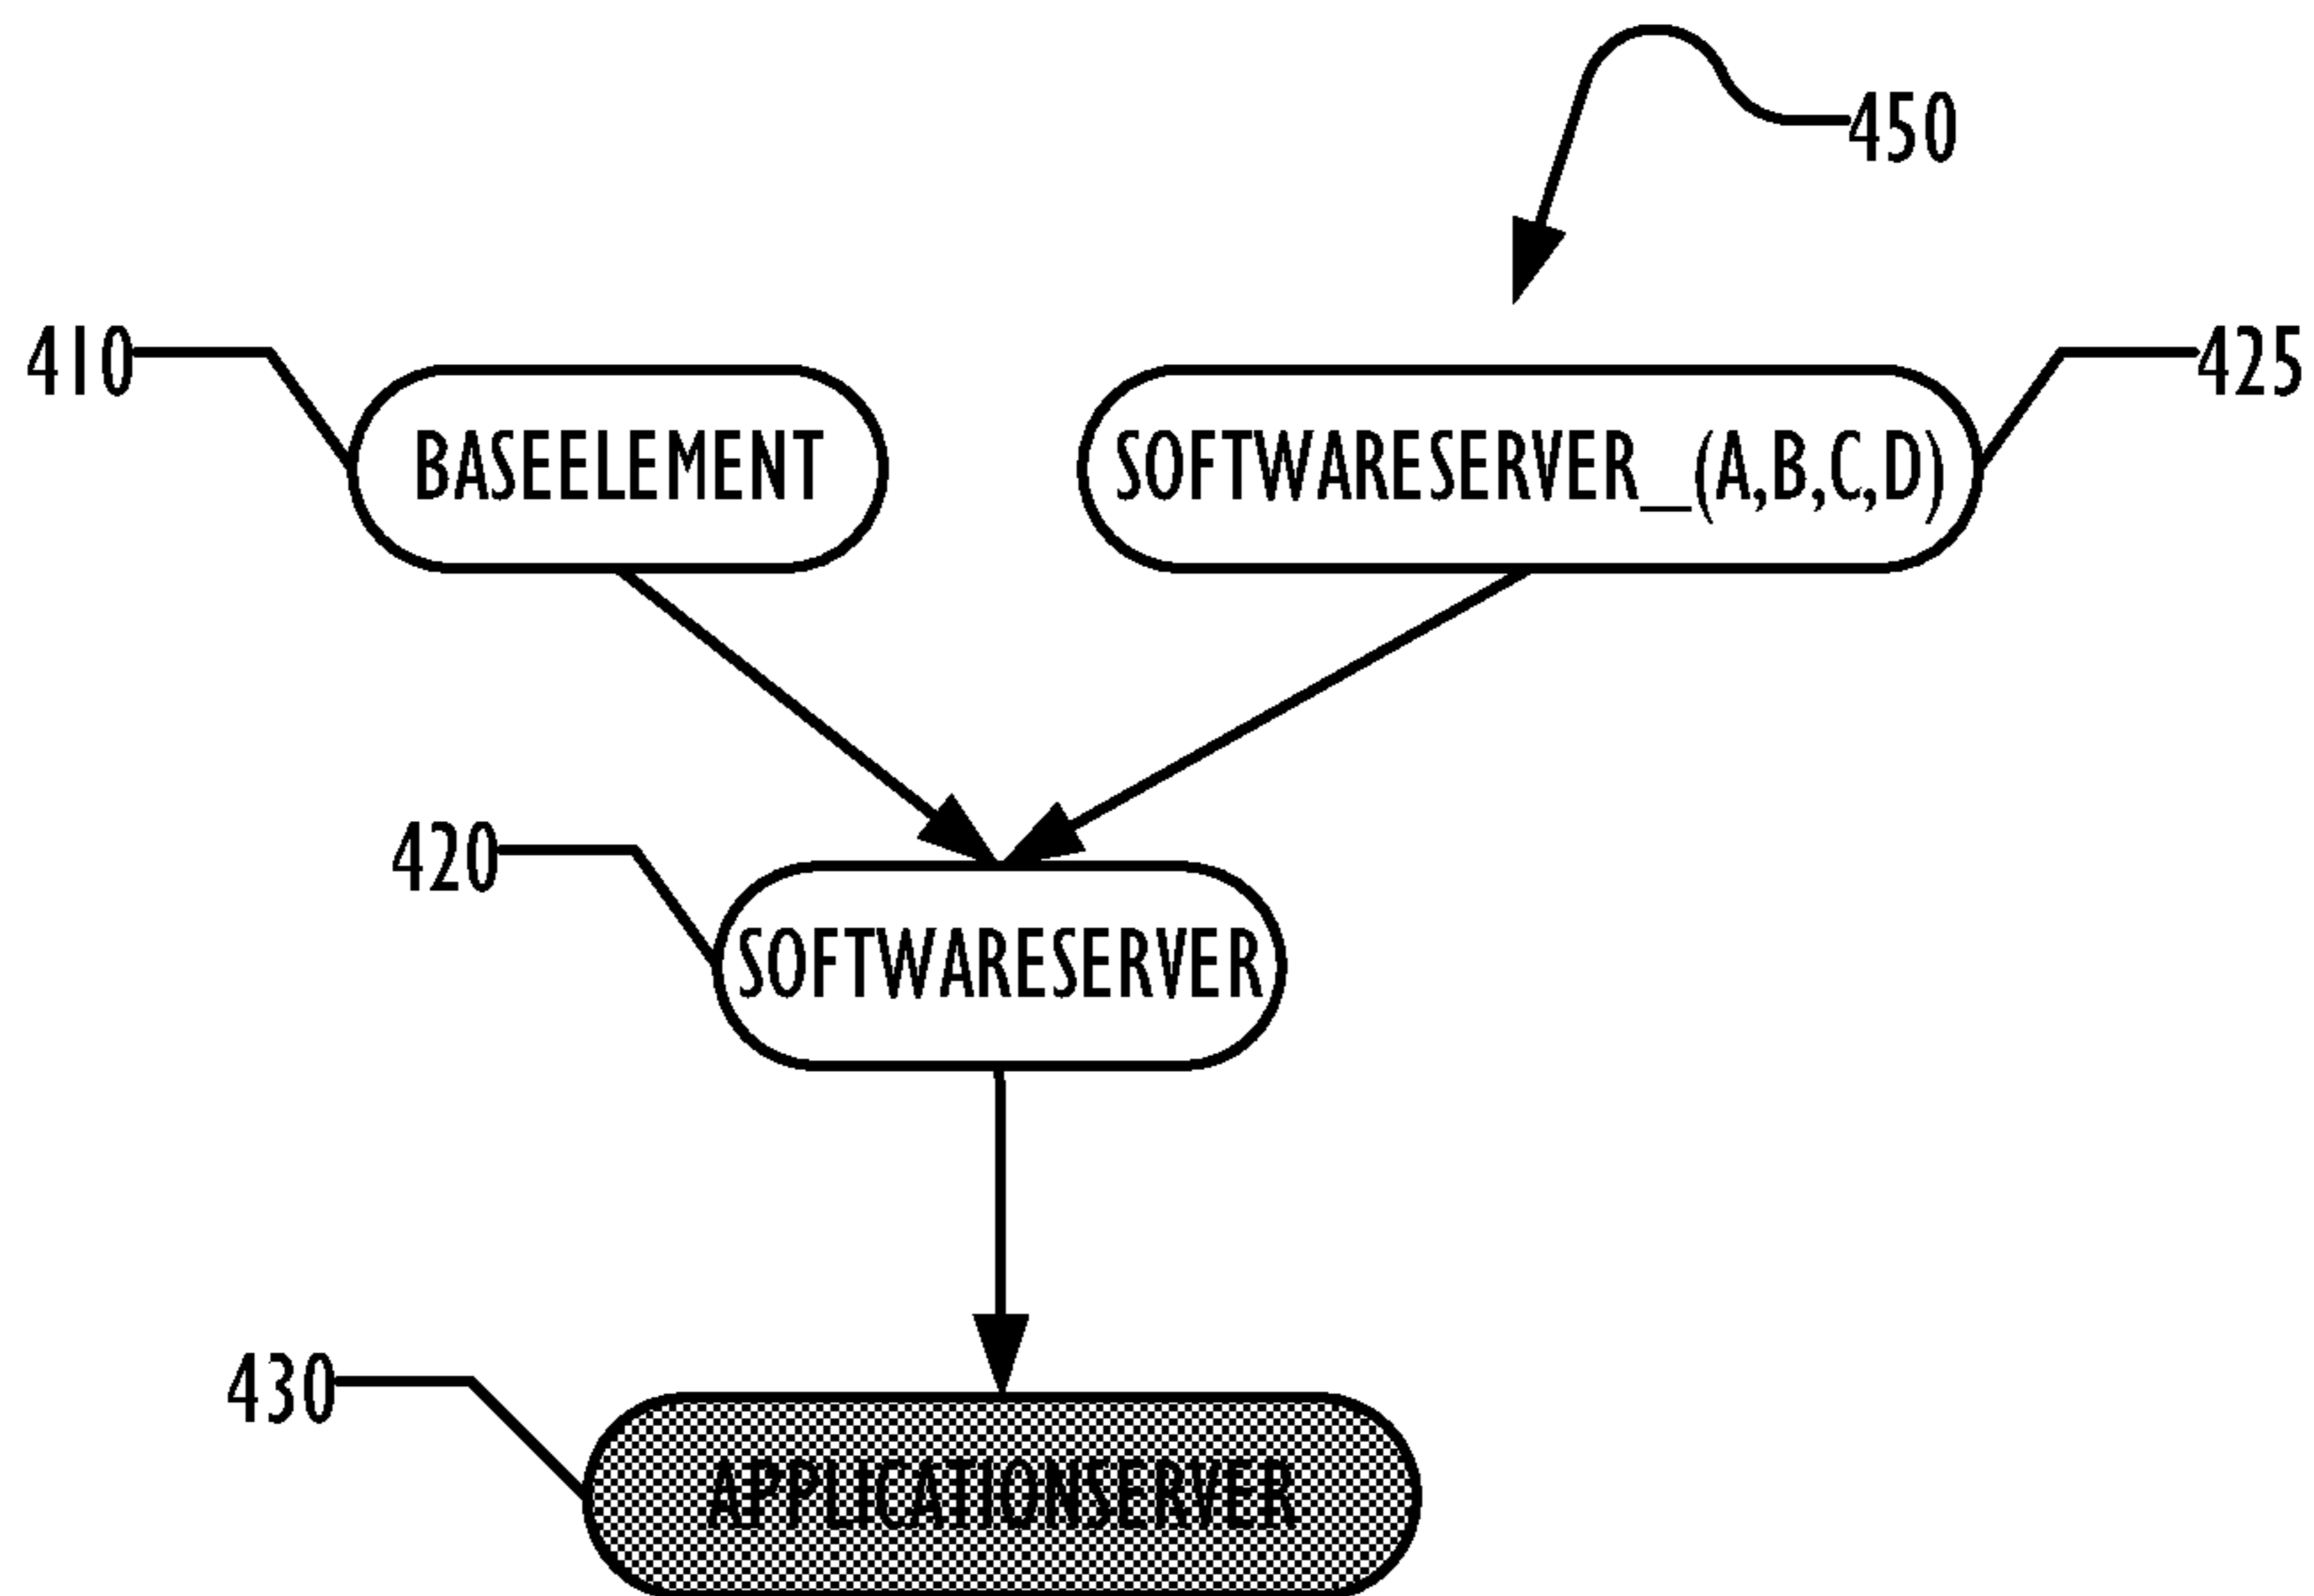 450
410
425
BASEELEMENT
SOFTWARESERVER_(A,B,C,D)
420
SOFTWARESERVER
430
APPLICATIONSERVER